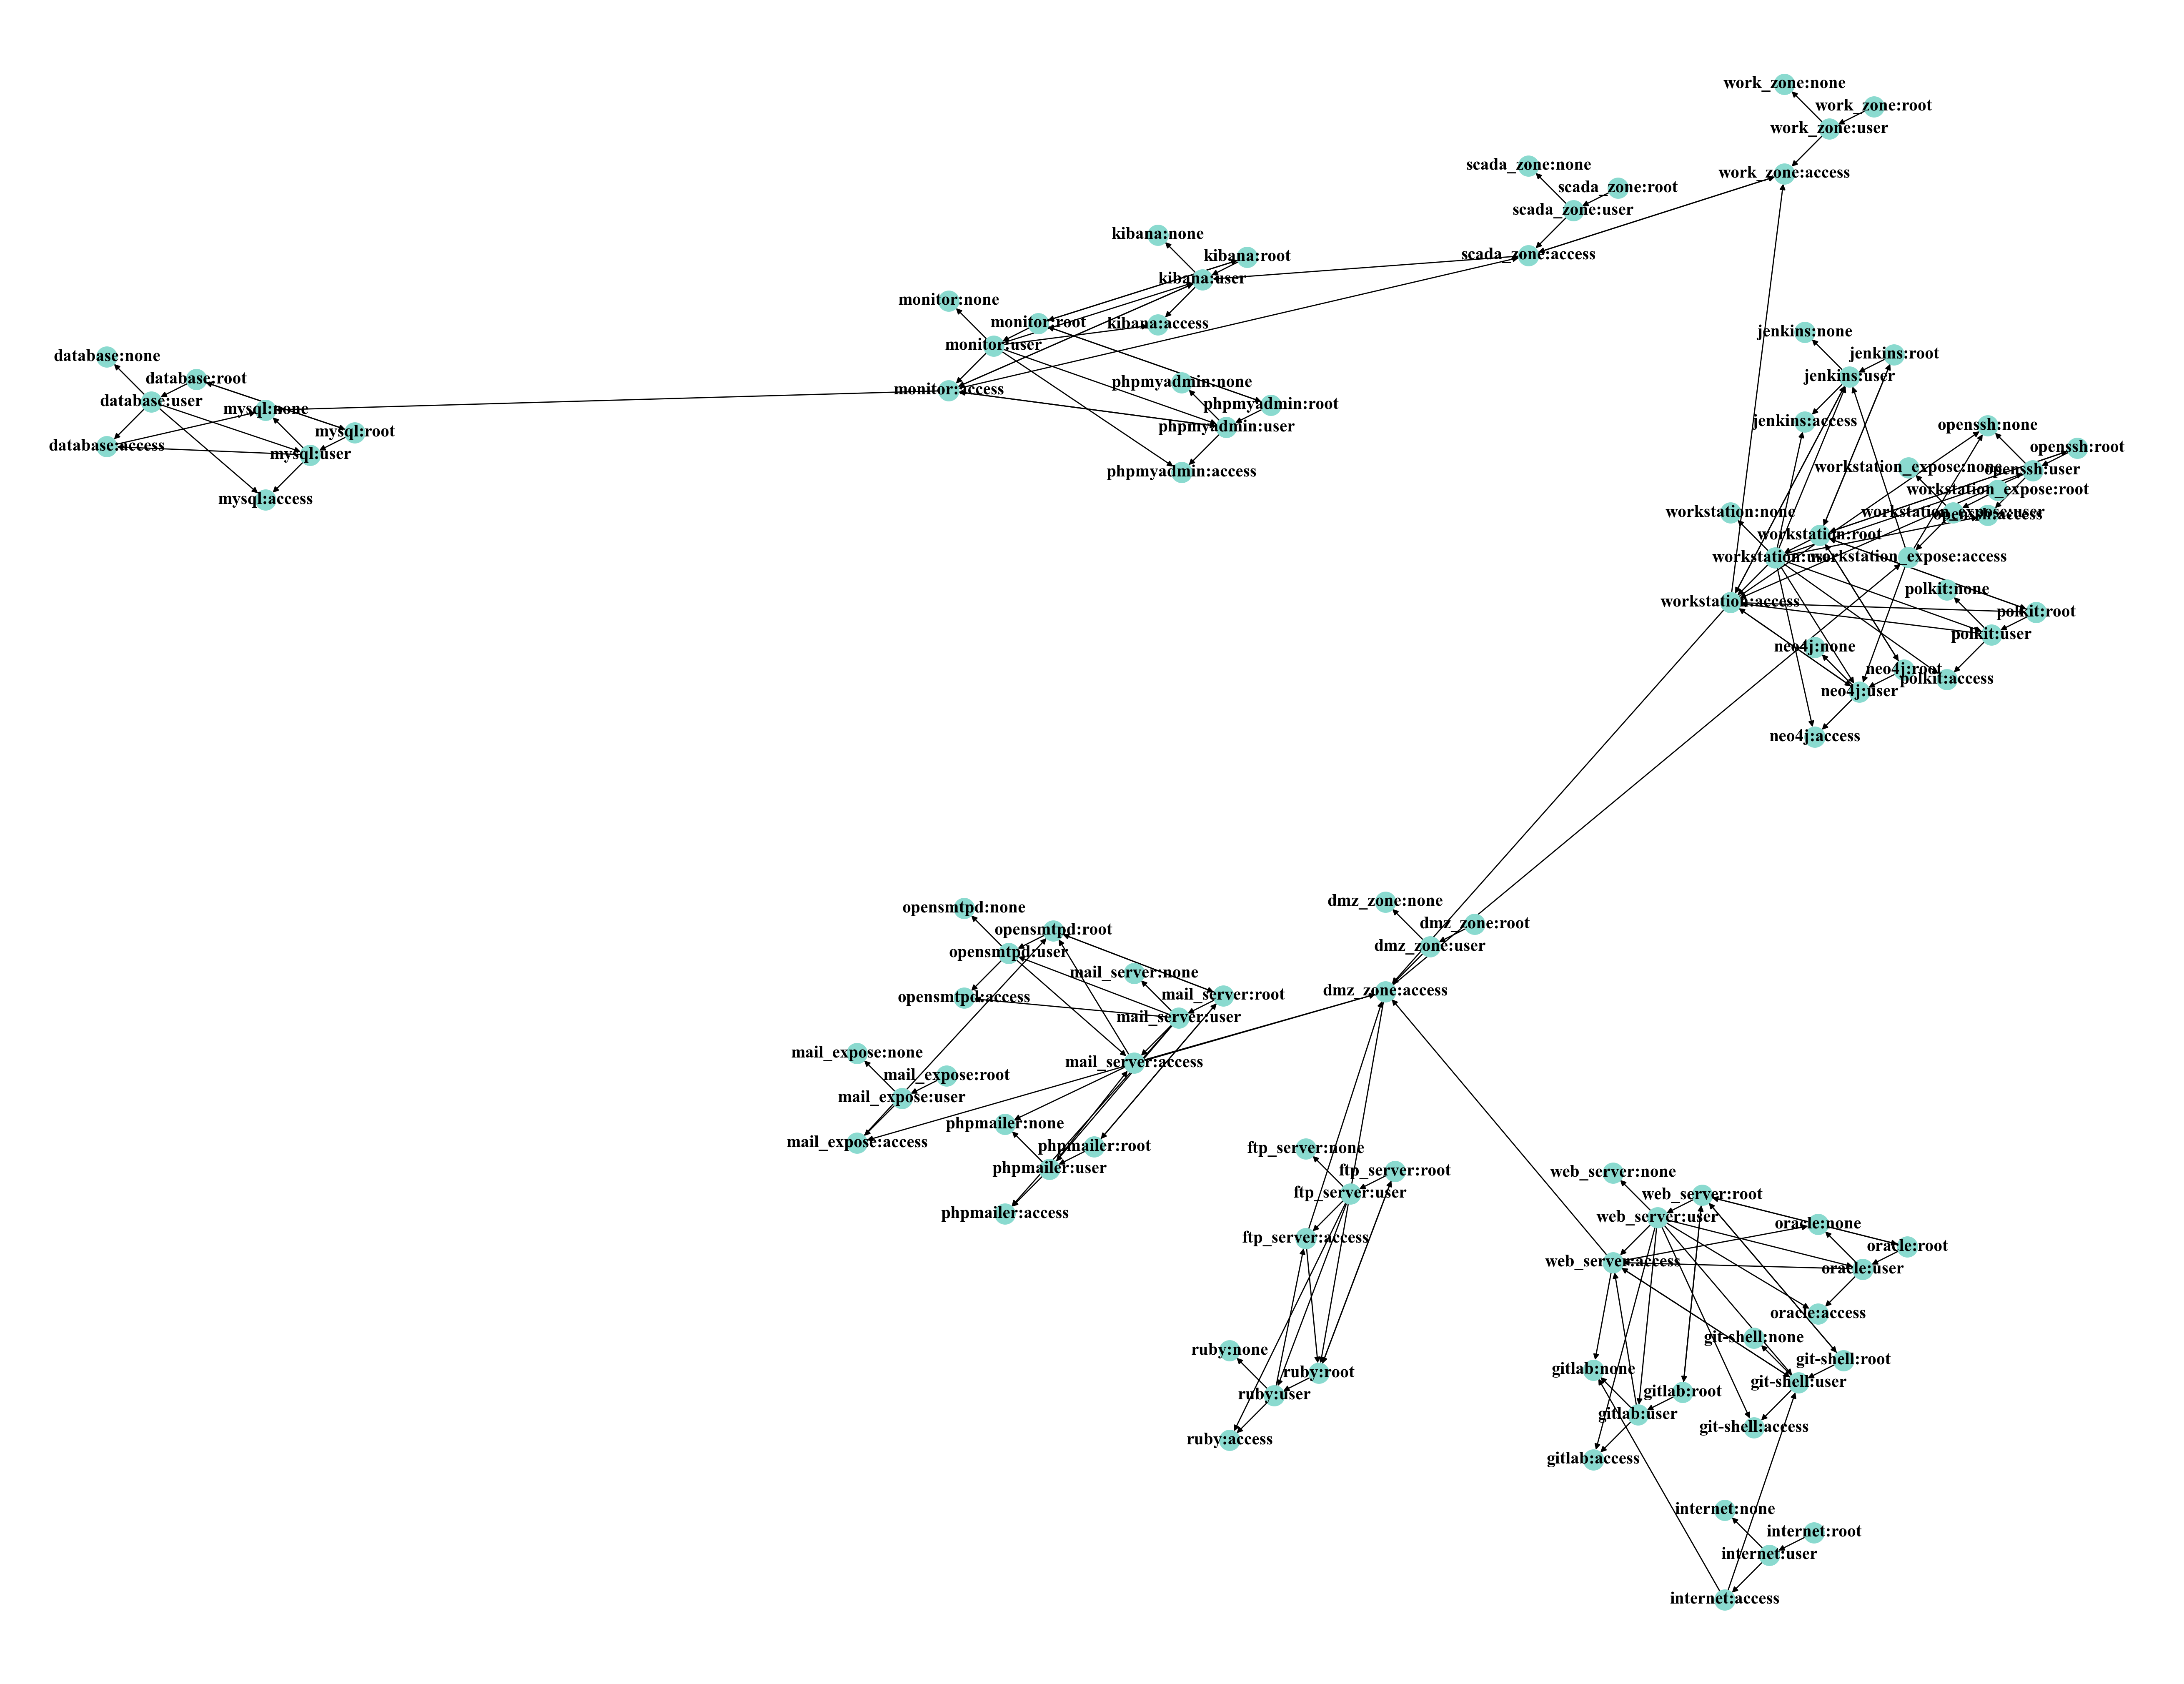 work_zone:none
work_zone:root
work_zone:user
work_zone:access
scada_zone:none
scada_zone:root
scada_zone:user
scada_zone:access
kibana:none
kibana:root
kibana:user
kibana:access
monitor:none
monitor:root
monitor:user
monitor:access
phpmyadmin:none
phpmyadmin:root
phpmyadmin:user
phpmyadmin:access
database:none
database:root
database:user
database:access
mysql:none
mysql:root
mysql:user
mysql:access
jenkins:none
jenkins:root
jenkins:user
jenkins:access
openssh:none
openssh:root
openssh:user
openssh:access
workstation_expose:none
workstation_expose:root
workstation_expose:user
workstation_expose:access
workstation:none
workstation:root
workstation:user
workstation:access
polkit:none
polkit:root
polkit:user
polkit:access
neo4j:none
neo4j:root
neo4j:user
neo4j:access
dmz_zone:none
dmz_zone:root
dmz_zone:user
dmz_zone:access
opensmtpd:none
opensmtpd:root
opensmtpd:user
opensmtpd:access
mail_server:none
mail_server:root
mail_server:user
mail_server:access
mail_expose:none
mail_expose:root
mail_expose:user
mail_expose:access
phpmailer:none
phpmailer:root
phpmailer:user
phpmailer:access
ftp_server:none
ftp_server:root
ftp_server:user
ftp_server:access
ruby:none
ruby:root
ruby:user
ruby:access
web_server:none
web_server:root
web_server:user
web_server:access
oracle:none
oracle:root
oracle:user
oracle:access
git-shell:none
git-shell:root
git-shell:user
git-shell:access
gitlab:none
gitlab:root
gitlab:user
gitlab:access
internet:none
internet:root
internet:user
internet:access